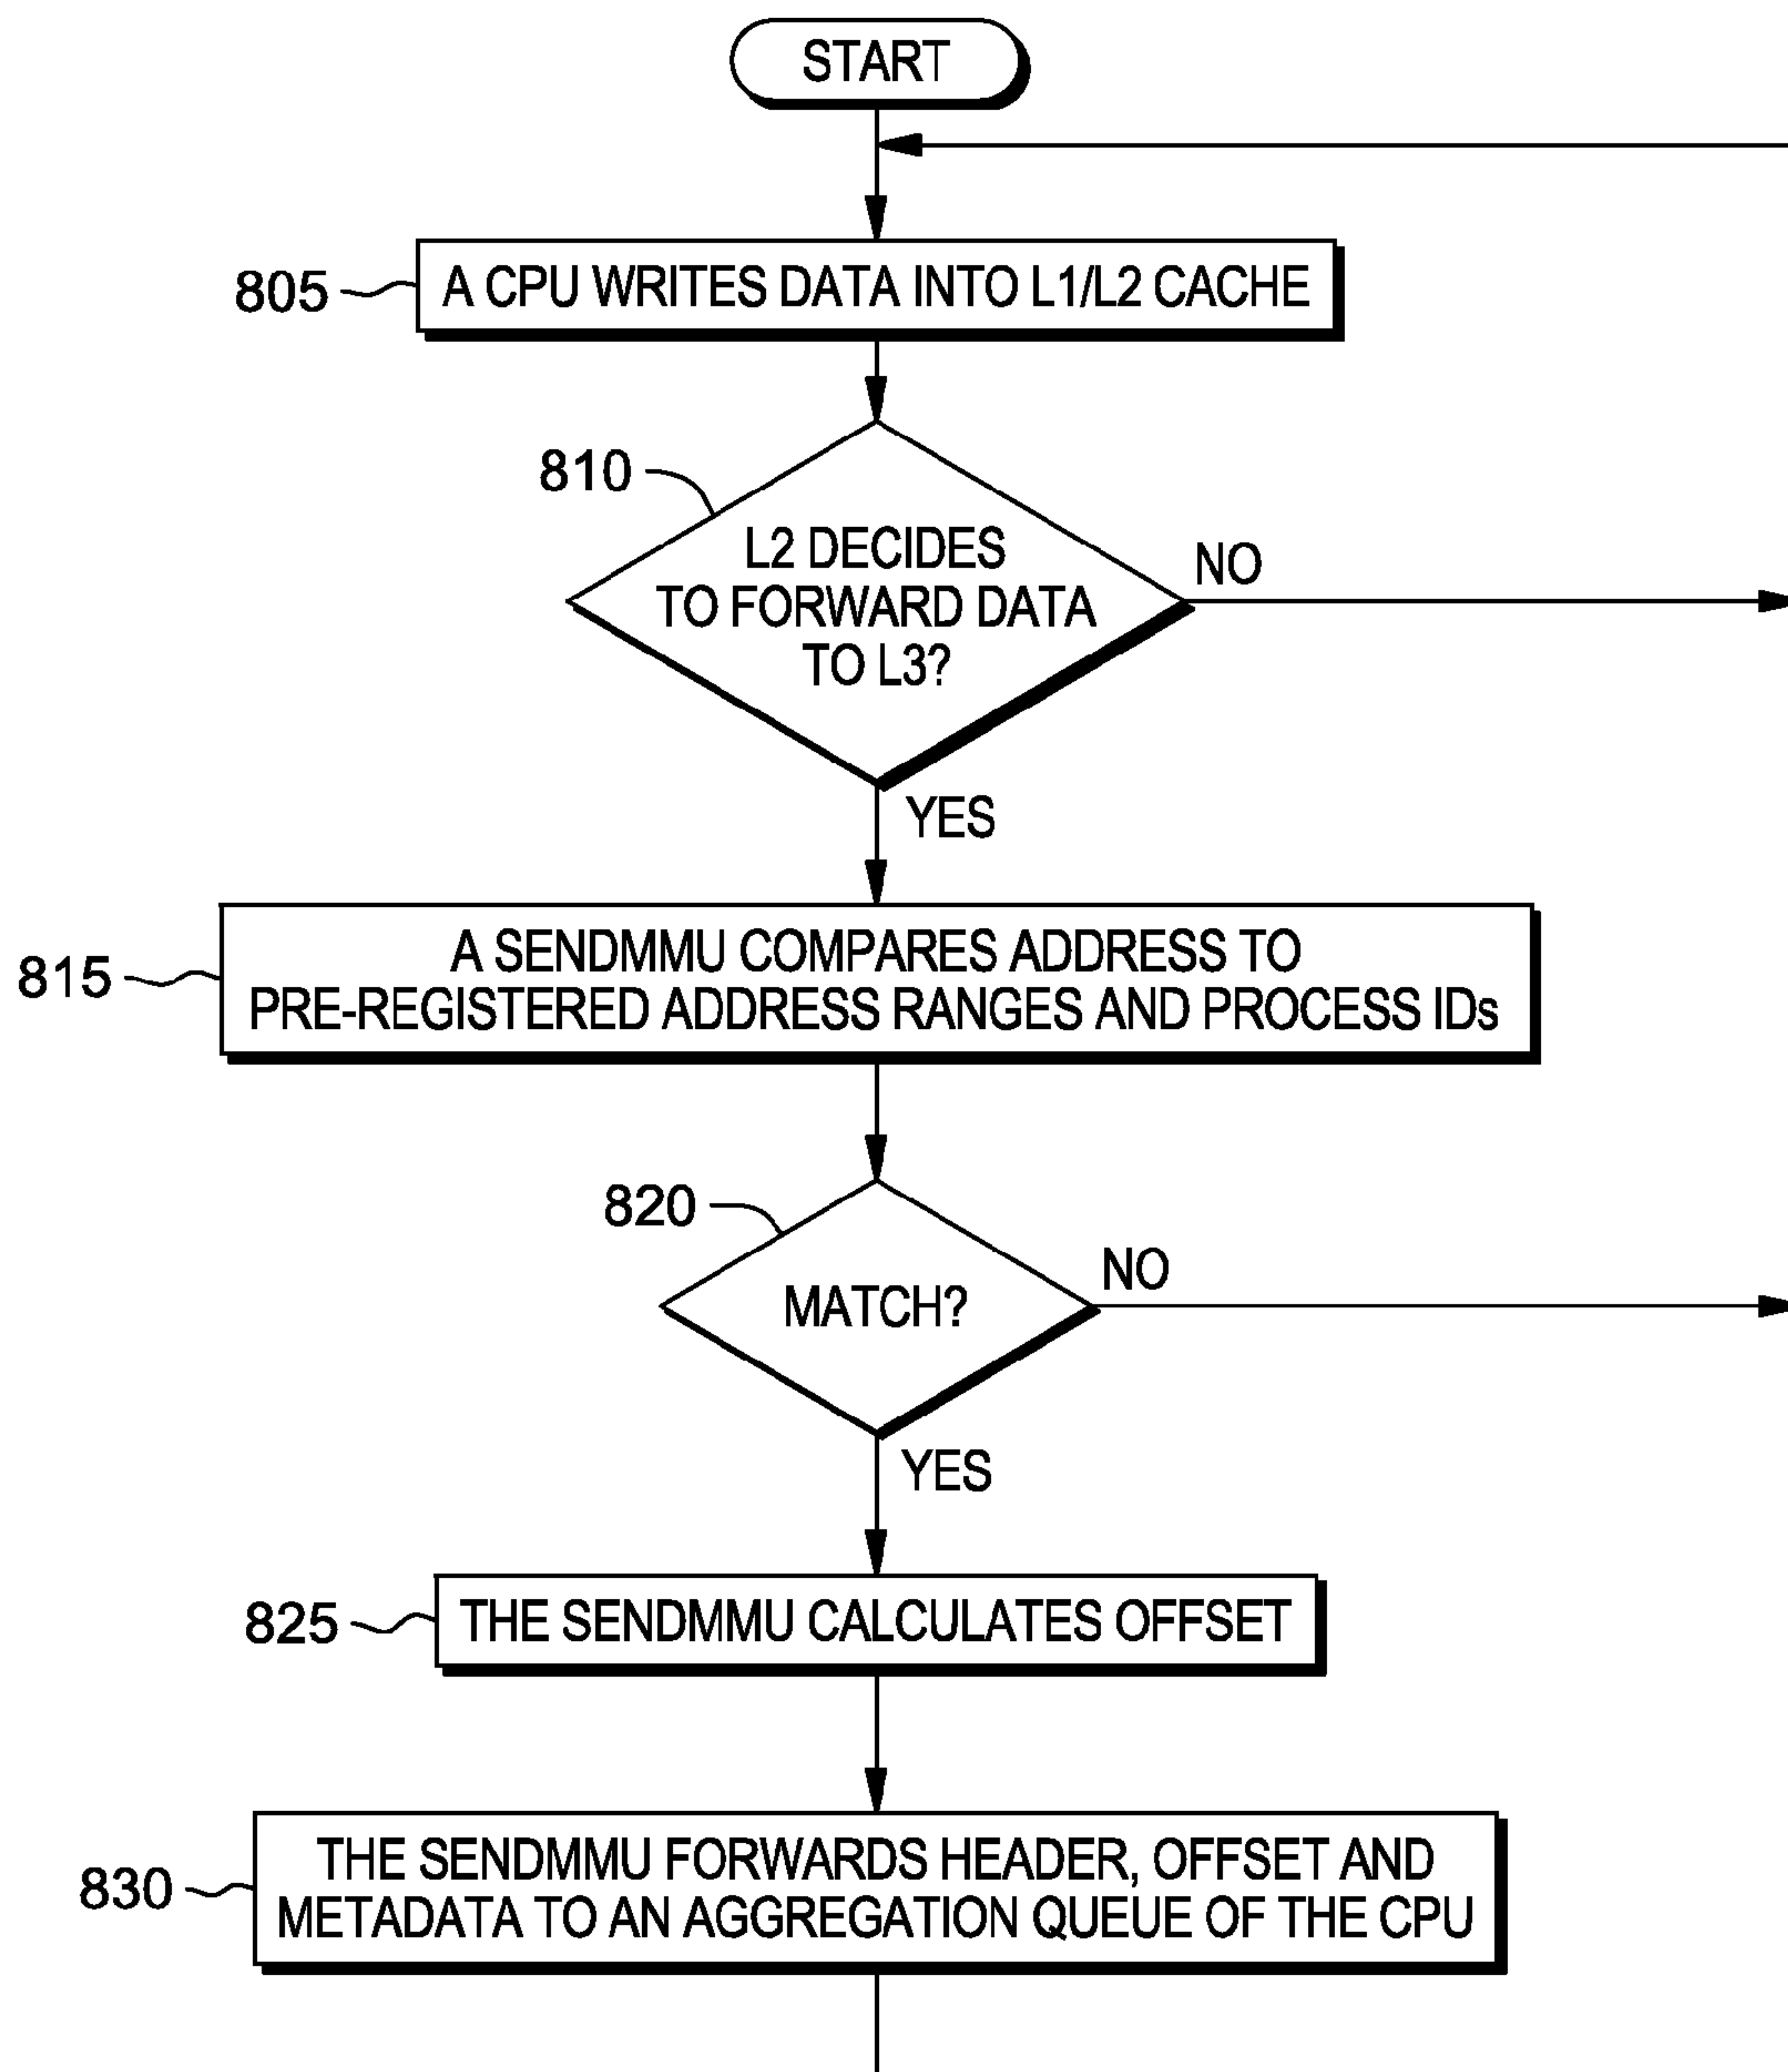 START
805
A CPU WRITES DATA INTO L1/L2 CACHE
810
L2 DECIDES
TO FORWARD DATA
TO L3?
NO
YES
815
A SENDMMU COMPARES ADDRESS TO
PRE-REGISTERED ADDRESS RANGES AND PROCESS IDs
820
MATCH?
NO
YES
825
THE SENDMMU CALCULATES OFFSET
830
THE SENDMMU FORWARDS HEADER, OFFSET AND
METADATA TO AN AGGREGATION QUEUE OF THE CPU